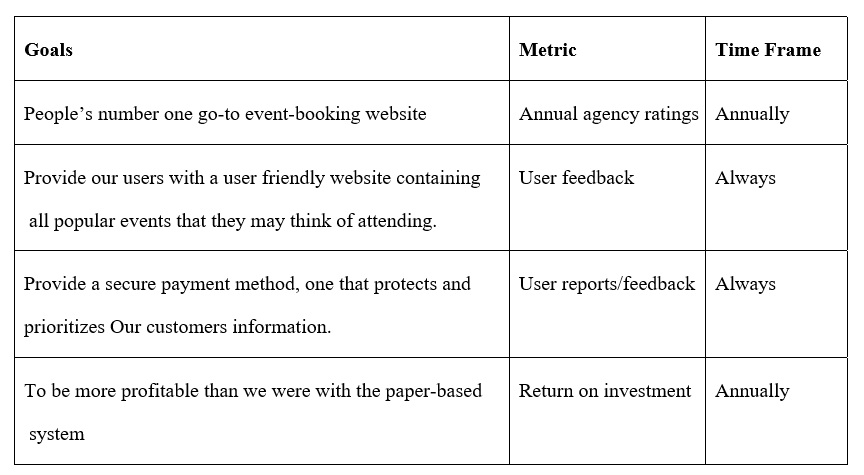 Goals Metric Time Frame
People’s number one go-to event-booking website Annual agency ratings Annually
Provide our users with a user friendly website containing User feedback Always
all popular events that they may think of attending.
Provide a secure payment method, one that protects and User reports/feedback Always
prioritizes Our customers information.
To be more profitable than we were with the paper-based Return on investment Annually
system